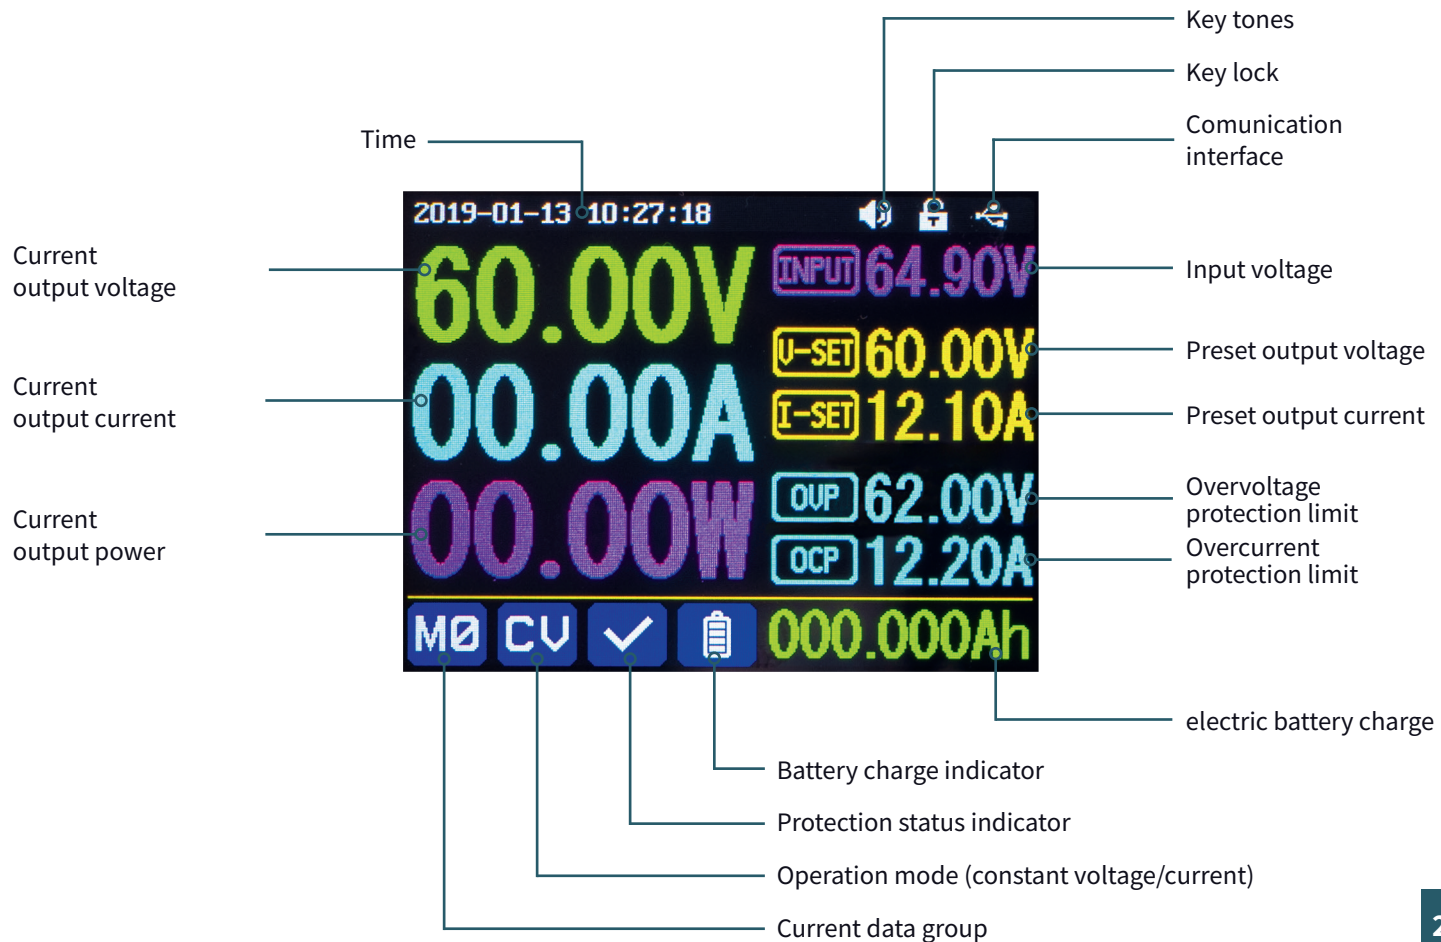 Key tones
Key lock
Comunication
interface
Time
2019-01-13 10:27:18
Current
output voltage
60.00V
INPUT 64.90V
Input voltage
V-SET 60.00V
Preset output voltage
Current
output current
00.00A
I-SET 12.10A
Preset output current
Current
output power
00.00W
OVP 62.00V
Overvoltage
protection limit
OCP 12.20A
Overcurrent
protection limit
M0 CV 000.000Ah
electric battery charge
Battery charge indicator
Protection status indicator
Operation mode (constant voltage/current)
Current data group
2